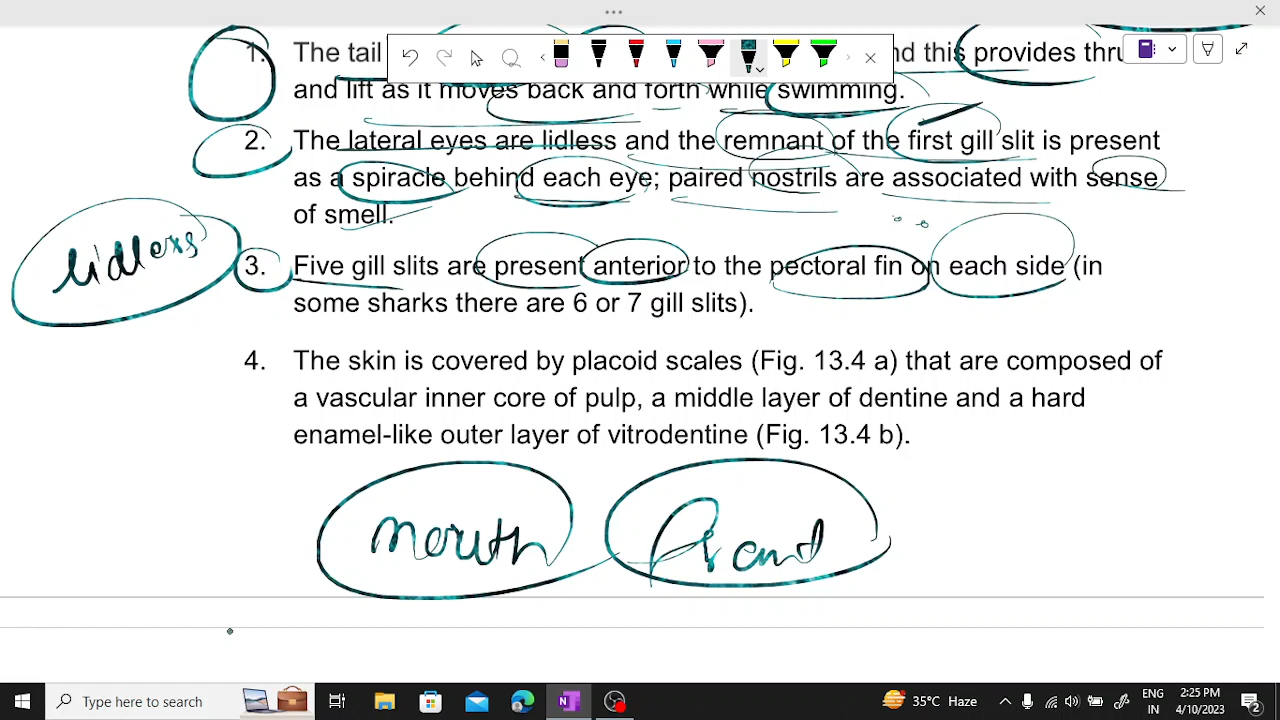 1. The tail nd this provides thru
and lift as it moves back and forth while swimming.
2. The lateral eyes are lidless and the remnant of the first gill slit is present
as a spiracle behind each eye; paired nostrils are associated with sense
of smell.
lidless
3. Five gill slits are present anterior to the pectoral fin on each side (in
some sharks there are 6 or 7 gill slits).
4. The skin is covered by placoid scales (Fig. 13.4 a) that are composed of
a vascular inner core of pulp, a middle layer of dentine and a hard
enamel-like outer layer of vitrodentine (Fig. 13.4 b).
mouth
Type here to search
35°C Haze
ENG
IN
2:25 PM
4/10/2023
2